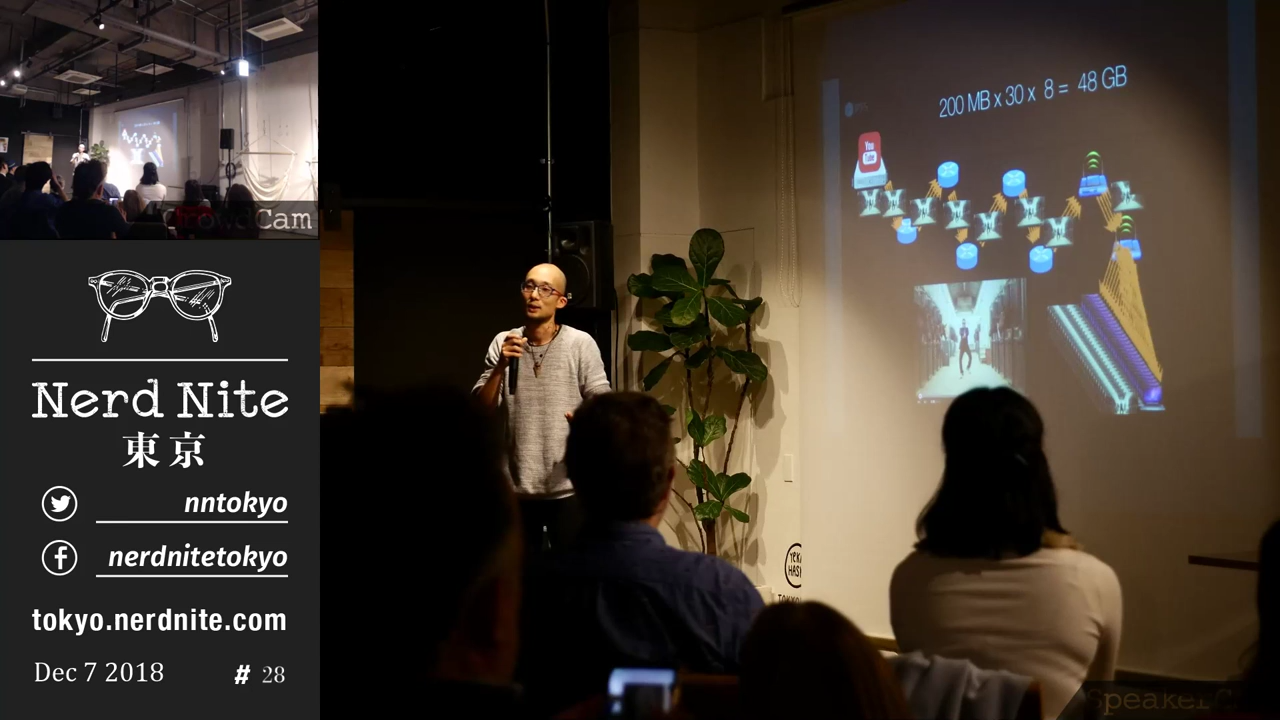 CrowdCam
Nerd Nite
東京
nntokyo
nerdnitetokyo
tokyo.nerdnite.com
Dec 7 2018 # 28
200 MB x 30 x 8 = 48 GB
You
Tube
TOKYO